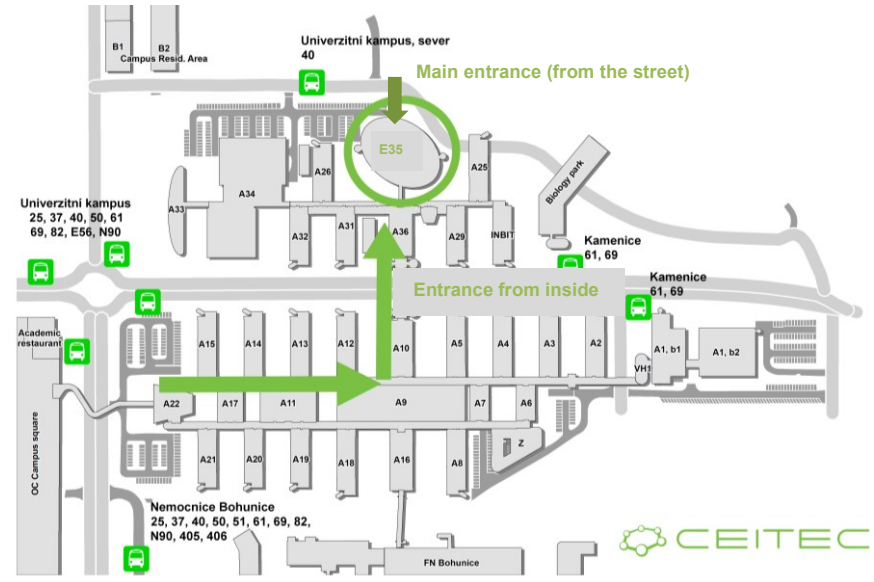 B1
B2
Campus Resid. Area
Univerzitní kampus, sever
40
Main entrance (from the street)
E35
A25
A26
A34
A33
Biology park
Univerzitní kampus
25, 37, 40, 50, 61
69, 82, E56, N90
A32
A31
A36
A29
INBIT
Kamenice
61, 69
Kamenice
61, 69
Entrance from inside
Academic
restaurant
A15
A14
A13
A12
A10
A5
A4
A3
A2
A1, b1
A1, b2
VH1
A22
A17
A11
A9
A7
A6
Z
OC Campus square
A21
A20
A19
A18
A16
A8
Nemocnice Bohunice
25, 37, 40, 50, 51, 61, 69, 82,
N90, 405, 406
FN Bohunice
CEITEC